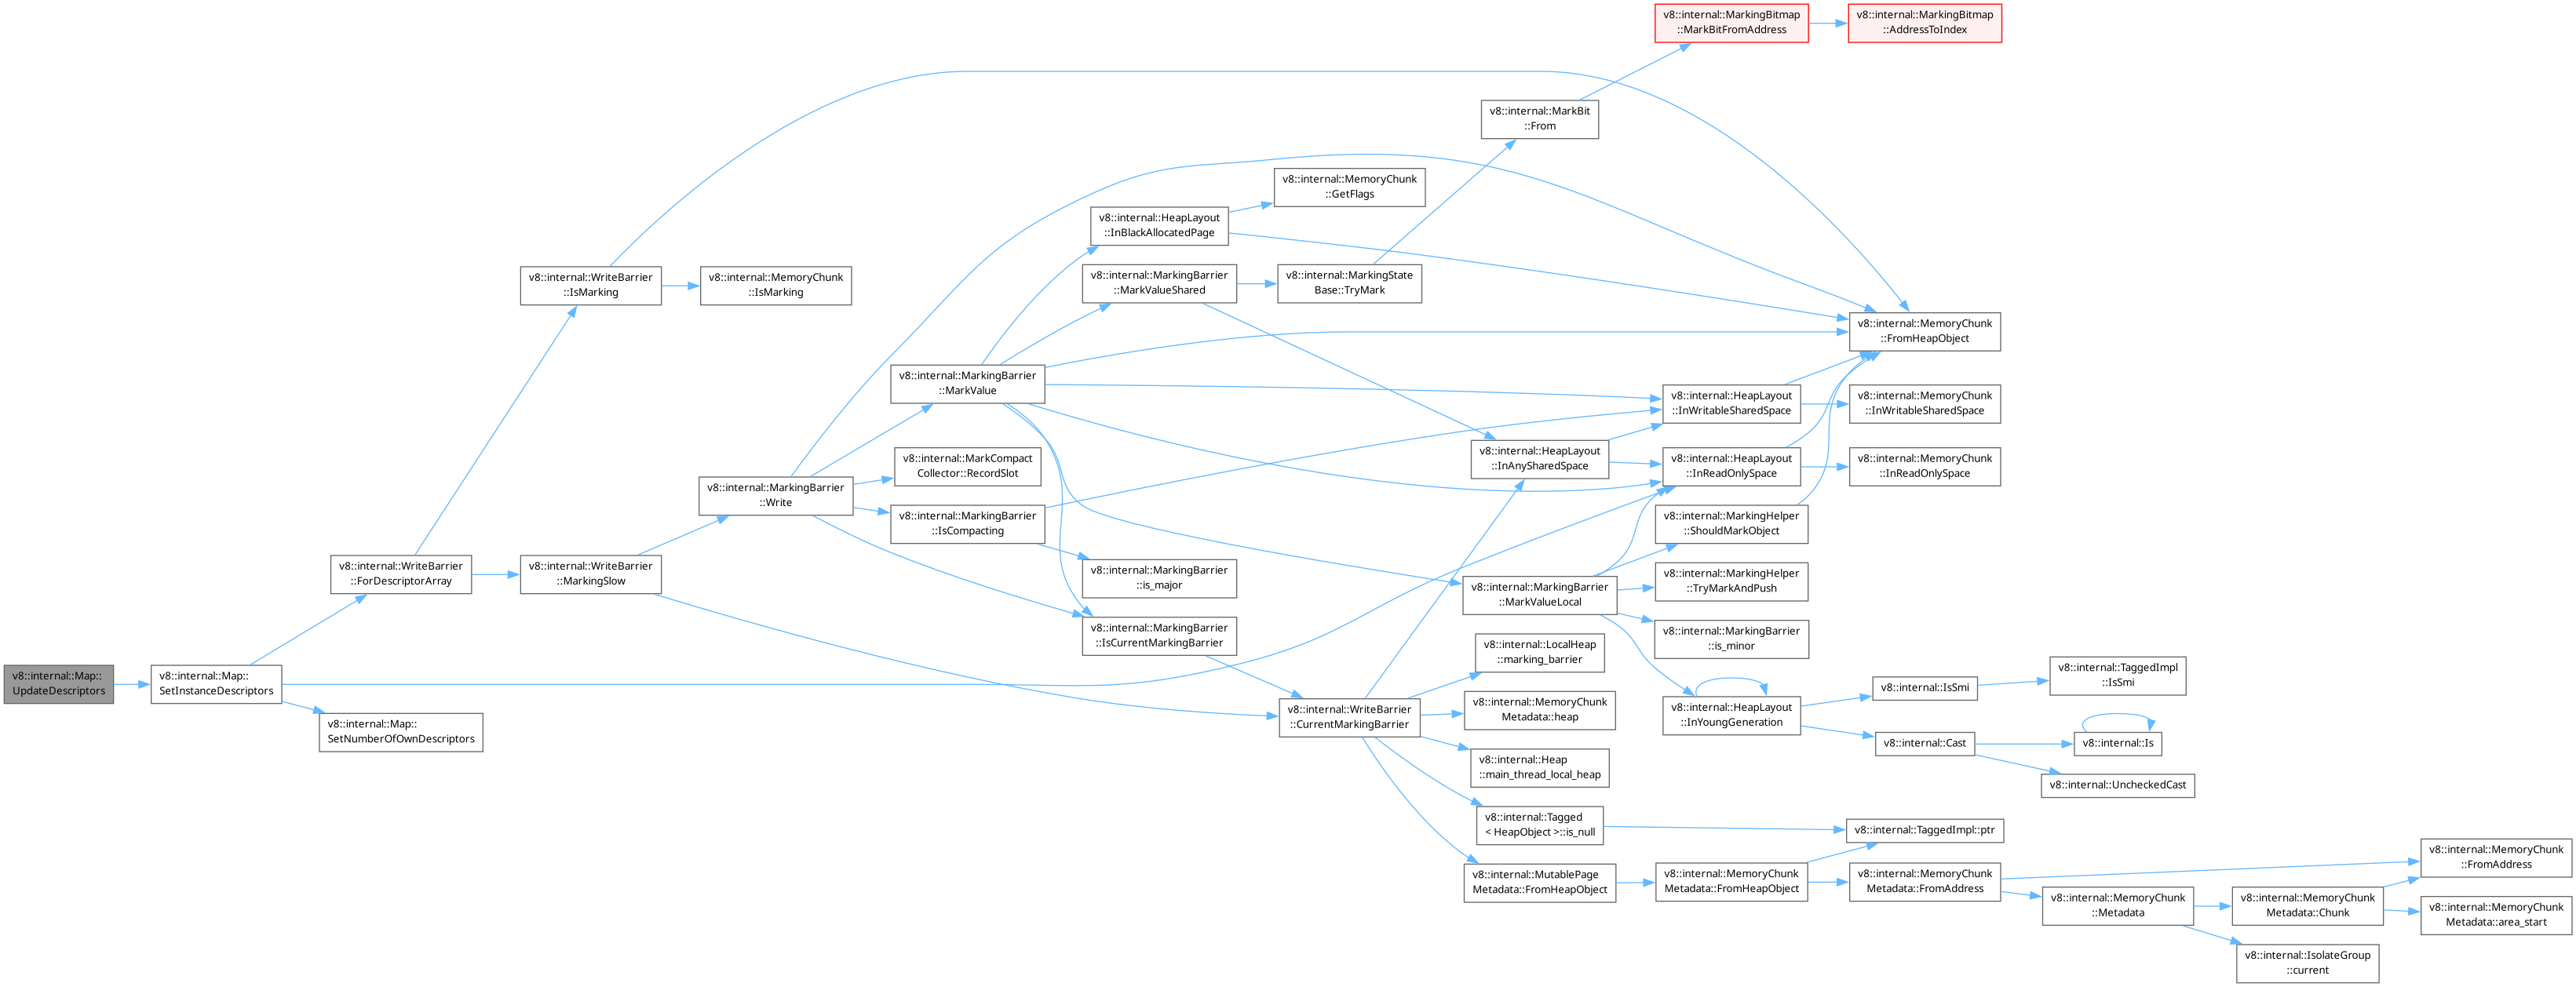 v8::internal::Map::
UpdateDescriptors
v8::internal::Map::
SetInstanceDescriptors
v8::internal::WriteBarrier
::ForDescriptorArray
v8::internal::WriteBarrier
::IsMarking
v8::internal::MemoryChunk
::IsMarking
v8::internal::WriteBarrier
::MarkingSlow
v8::internal::MarkingBarrier
::Write
v8::internal::MarkingBarrier
::MarkValue
v8::internal::HeapLayout
::InBlackAllocatedPage
v8::internal::MemoryChunk
::GetFlags
v8::internal::MarkingBarrier
::MarkValueShared
v8::internal::MarkingState
Base::TryMark
v8::internal::MarkBit
::From
v8::internal::MarkingBitmap
::MarkBitFromAddress
v8::internal::MarkingBitmap
::AddressToIndex
v8::internal::MemoryChunk
::FromHeapObject
v8::internal::HeapLayout
::InWritableSharedSpace
v8::internal::MemoryChunk
::InWritableSharedSpace
v8::internal::HeapLayout
::InAnySharedSpace
v8::internal::HeapLayout
::InReadOnlySpace
v8::internal::MemoryChunk
::InReadOnlySpace
v8::internal::MarkCompact
Collector::RecordSlot
v8::internal::MarkingBarrier
::IsCompacting
v8::internal::MarkingBarrier
::is_major
v8::internal::MarkingBarrier
::IsCurrentMarkingBarrier
v8::internal::MarkingBarrier
::MarkValueLocal
v8::internal::MarkingHelper
::ShouldMarkObject
v8::internal::MarkingHelper
::TryMarkAndPush
v8::internal::MarkingBarrier
::is_minor
v8::internal::HeapLayout
::InYoungGeneration
v8::internal::IsSmi
v8::internal::TaggedImpl
::IsSmi
v8::internal::Cast
v8::internal::Is
v8::internal::UncheckedCast
v8::internal::WriteBarrier
::CurrentMarkingBarrier
v8::internal::LocalHeap
::marking_barrier
v8::internal::MemoryChunk
Metadata::heap
v8::internal::Heap
::main_thread_local_heap
v8::internal::Tagged
< HeapObject >::is_null
v8::internal::TaggedImpl::ptr
v8::internal::MutablePage
Metadata::FromHeapObject
v8::internal::MemoryChunk
Metadata::FromHeapObject
v8::internal::MemoryChunk
Metadata::FromAddress
v8::internal::MemoryChunk
::FromAddress
v8::internal::MemoryChunk
::Metadata
v8::internal::MemoryChunk
Metadata::Chunk
v8::internal::MemoryChunk
Metadata::area_start
v8::internal::IsolateGroup
::current
v8::internal::Map::
SetNumberOfOwnDescriptors